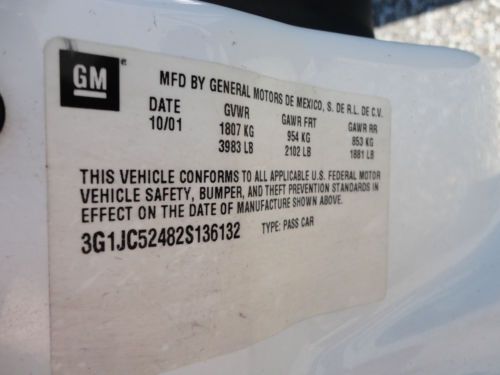 GM
MFD BY GENERAL MOTORS DE MEXICO, S. DE R.L. DE C.V.
DATE GVWR GAWR FRT GAWR RR
10/01 1807 KG 954 KG 853 KG
3983 LB 2102 LB 1881 LB
THIS VEHICLE CONFORMS TO ALL APPLICABLE U.S. FEDERAL MOTOR
VEHICLE SAFETY, BUMPER, AND THEFT PREVENTION STANDARDS IN
EFFECT ON THE DATE OF MANUFACTURE SHOWN ABOVE.
3G1JC52482S136132 TYPE: PASS CAR